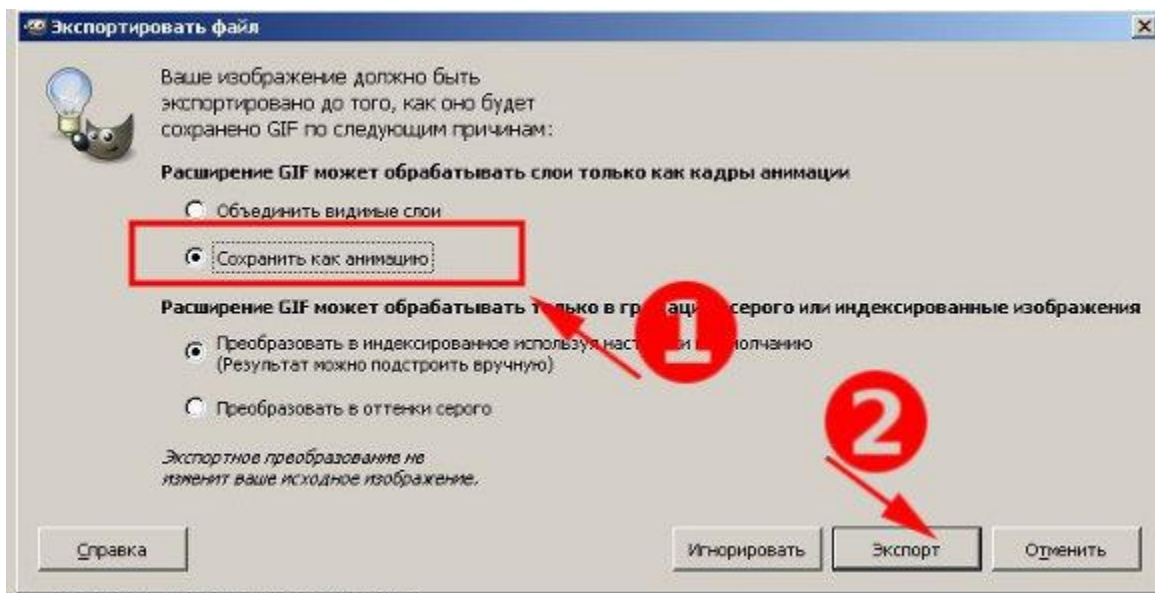 Экспортировать файл
Ваше изображение должно быть
экспортировано до того, как оно будет
сохранено GIF по следующим причинам:
Расширение GIF может обрабатывать слои только как кадры анимации
Объединить видимые слои
Сохранить как анимацию
1
Расширение GIF может обрабатывать только в серого или индексированные изображения
Преобразовать в индексированное используя
(Результат можно подстроить вручную)
2
Преобразовать в оттенки серого
Экспортное преобразование не
изменит ваше исходное изображение.
Справка
Игнорировать
Экспорт
Отменить